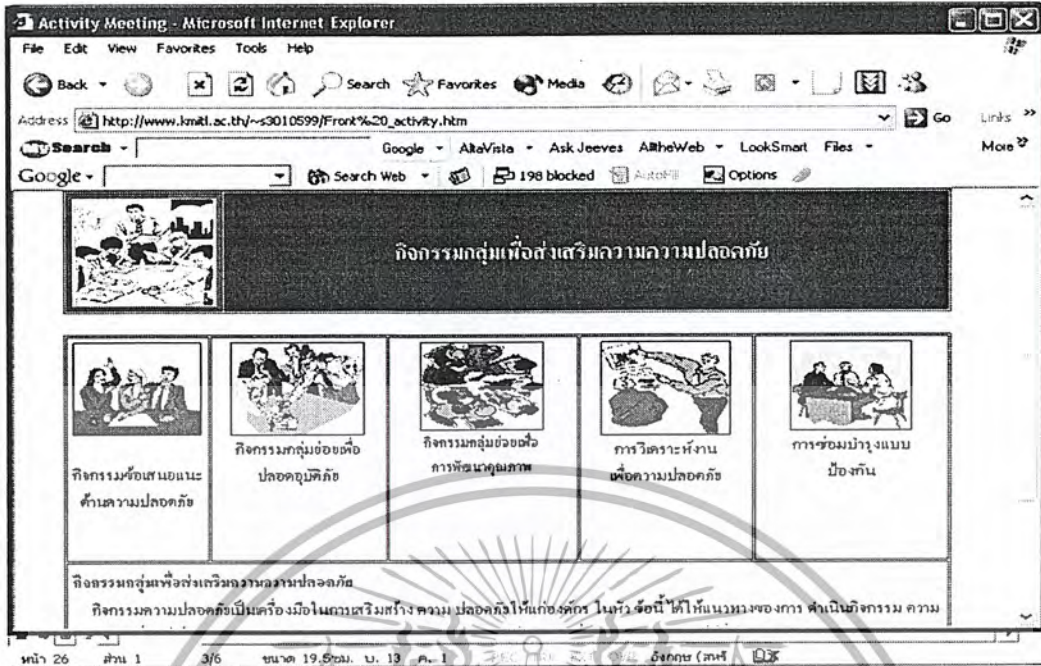 Activity Meeting - Microsoft Internet Explorer
File Edit View Favorites Tools Help
Back Search Favorites Media
Address http://www.kmitl.ac.th/~s3010599/Front%20_activity.htm Go Links »
Search Google AltaVista Ask Jeeves AlltheWeb LookSmart Files More »
Google Search Web 198 blocked AutoFill Options
กิจกรรมกลุ่มเพื่อส่งเสริมความความปลอดภัย
กิจกรรมข้อเสนอแนะ
ด้านความปลอดภัย
กิจกรรมกลุ่มย่อยเพื่อ
ปลอดอุบัติภัย
กิจกรรมกลุ่มย่อยเพื่อ
การพัฒนาคุณภาพ
การวิเคราะห์งาน
เพื่อความปลอดภัย
การซ่อมบำรุงแบบ
ป้องกัน
กิจกรรมกลุ่มเพื่อส่งเสริมความความปลอดภัย
กิจกรรมความปลอดภัยเป็นเครื่องมือในการเสริมสร้าง ความ ปลอดภัยให้แก่องค์กร ในหัว ข้อนี้ ได้ให้แนวทางของการ ดำเนินกิจกรรม ความ
หน้า 26 ส่วน 1 3/6 ขนาด 19.5ซม. บ. 13 ค. 1 อังกฤษ (สหรั